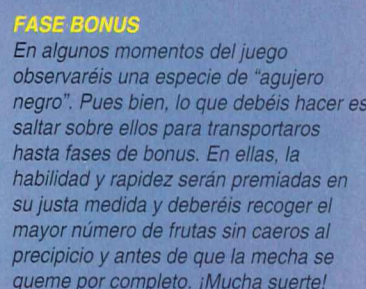 FASE BONUS
En algunos momentos del juego
observaréis una especie de “agujero
negro”. Pues bien, lo que debéis hacer es
saltar sobre ellos para transportaros
hasta fases de bonus. En ellas, la
habilidad y rapidez serán premiadas en
su justa medida y deberéis recoger el
mayor número de frutas sin caeros al
precipicio y antes de que la mecha se
queme por completo. ¡Mucha suerte!